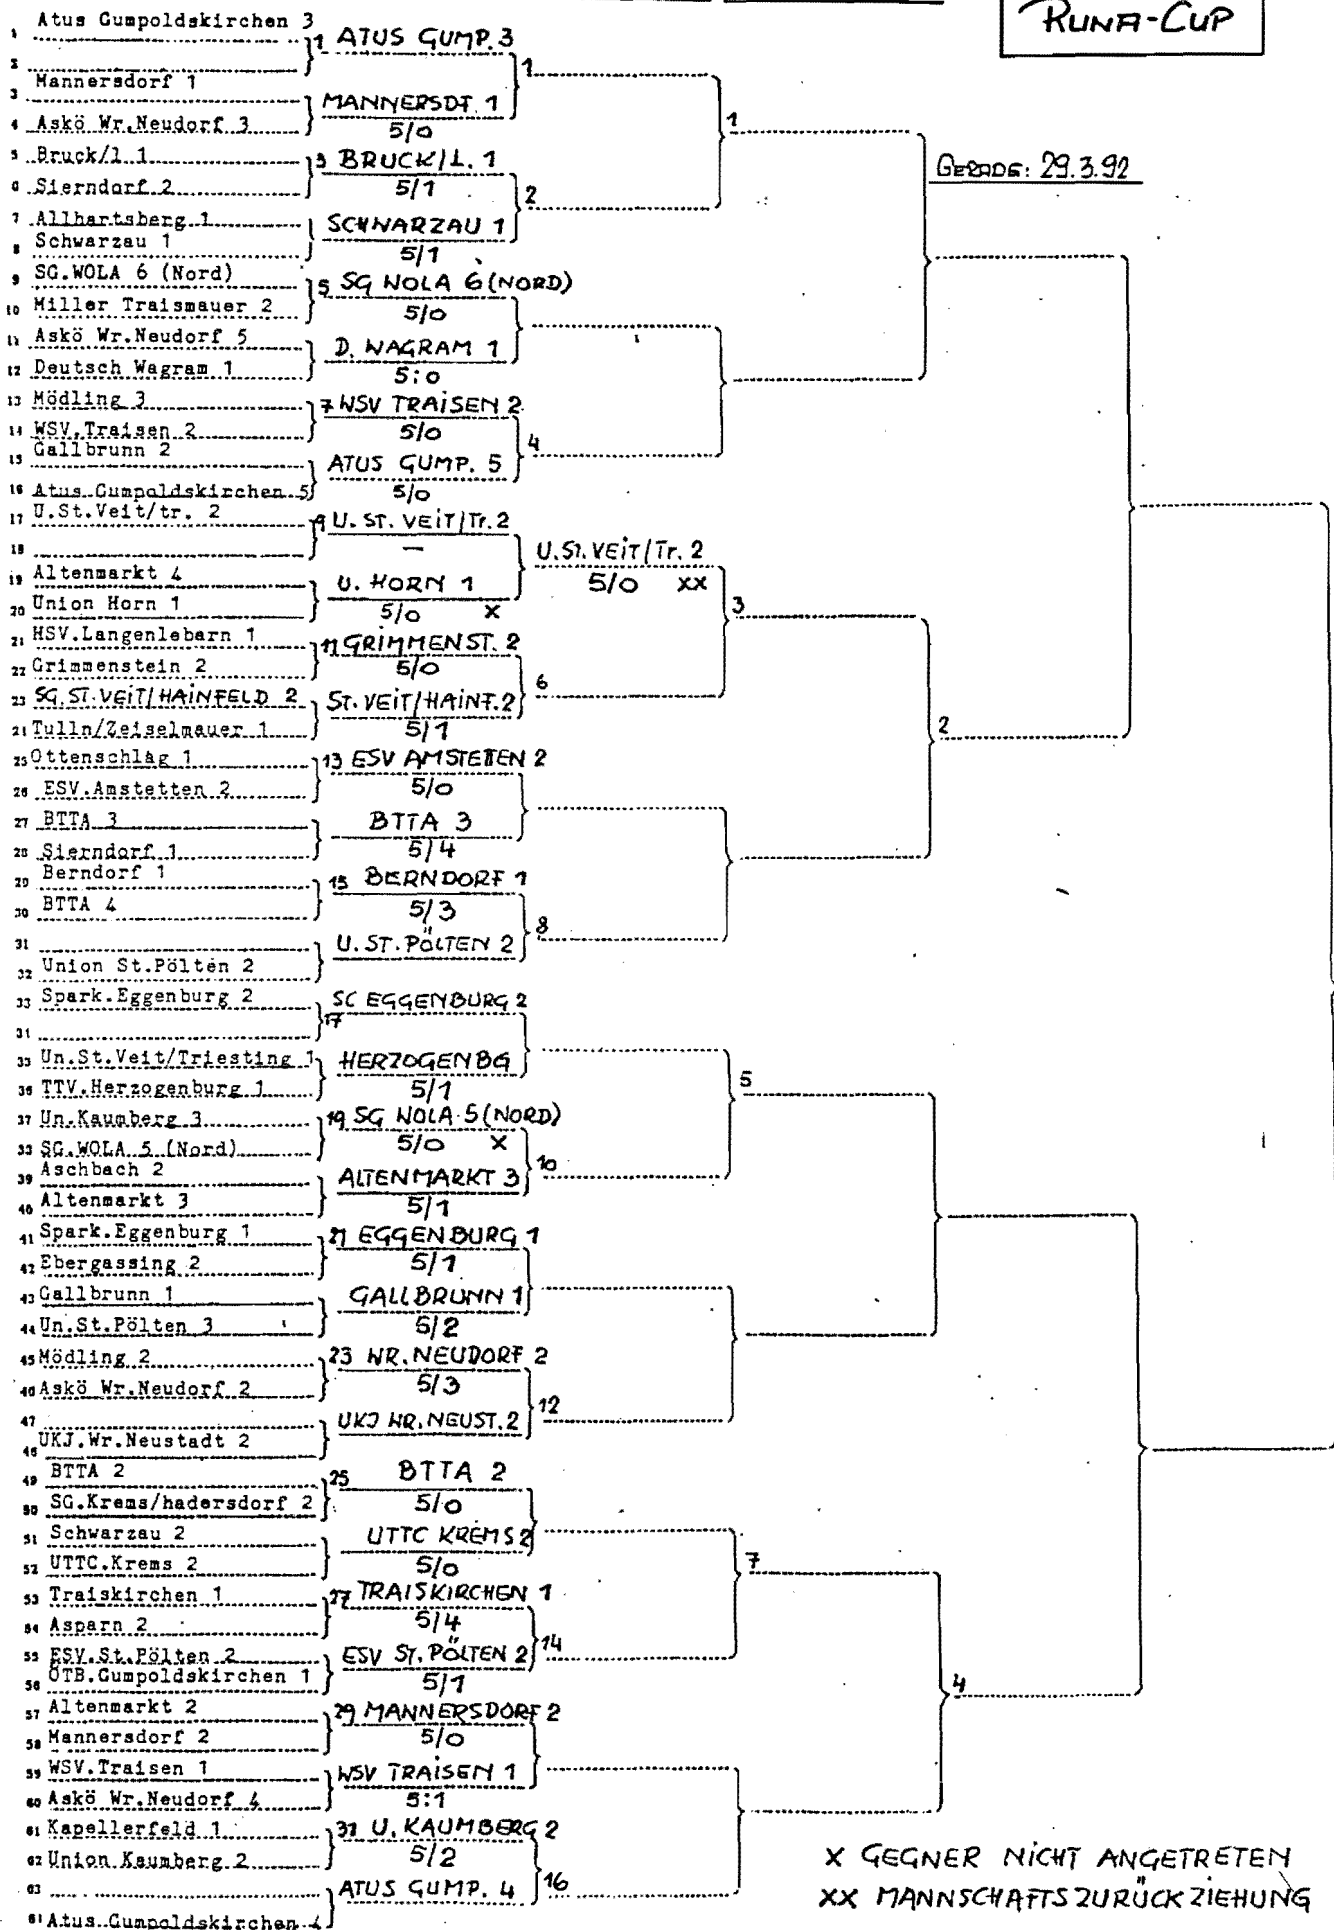 RUNA-CUP
1 Atus Gumpoldskirchen 3
1 ATUS GUMP. 3
2
1
3 Mannersdorf 1
MANNERSDF. 1
4 Askö Wr.Neudorf 3
5/0
1
5 Bruck/l 1
3 BRUCK/L. 1
GERADE: 29.3.92
6 Sierndorf 2
5/1
2
7 Allhartsberg 1
SCHWARZAU 1
8 Schwarzau 1
5/1
9 SG.WOLA 6 (Nord)
5 SG WOLA 6 (NORD)
10 Miller Traismauer 2
5/0
11 Askö Wr.Neudorf 5
D. WAGRAM 1
12 Deutsch Wagram 1
5:0
13 Mödling 3
7 WSV TRAISEN 2
14 WSV.Traisen 2
5/0
4
15 Gallbrunn 2
ATUS GUMP. 5
16 Atus Gumpoldskirchen 5
5/0
17 U.St.Veit/tr. 2
9 U. ST. VEIT/Tr. 2
18
—
U.ST.VEIT/Tr. 2
19 Altenmarkt 4
U. HORN 1
5/0 xx
20 Union Horn 1
5/0 x
3
21 HSV.Langenlebarn 1
11 GRIMMENST. 2
22 Grimmenstein 2
5/0
6
23 SG.ST.VEIT/HAINFELD 2
ST.VEIT/HAINF.2
21 Tulln/Zeiselmauer 1
5/1
2
25 Ottenschlag 1
13 ESV AMSTETTEN 2
26 ESV.Amstetten 2
5/0
27 BTTA 3
BTTA 3
28 Sierndorf 1
5/4
29 Berndorf 1
15 BERNDORF 1
30 BTTA 4
5/3
8
31
U. ST. PÖLTEN 2
32 Union St.Pölten 2
33 Spark.Eggenburg 2
SC EGGENBURG 2
31
17
33 Un.St.Veit/Triesting 1
HERZOGENBG
5
36 TTV.Herzogenburg 1
5/1
37 Un.Kaumberg 3
19 SG WOLA 5 (NORD)
33 SG.WOLA 5 (Nord)
5/0 x
10
39 Aschbach 2
ALTENMARKT 3
40 Altenmarkt 3
5/1
41 Spark.Eggenburg 1
21 EGGENBURG 1
42 Ebergassing 2
5/1
43 Gallbrunn 1
GALLBRUNN 1
44 Un.St.Pölten 3
5/2
45 Mödling 2
23 WR. NEUDORF 2
46 Askö Wr.Neudorf 2
5/3
12
47
UKJ WR. NEUST. 2
48 UKJ.Wr.Neustadt 2
49 BTTA 2
25 BTTA 2
50 SG.Krems/hadersdorf 2
5/0
51 Schwarzau 2
UTTC KREMS 2
52 UTTC.Krems 2
5/0
7
53 Traiskirchen 1
27 TRAISKIRCHEN 1
54 Asparn 2
5/4
14
55 ESV.St.Pölten 2
ESV ST. PÖLTEN 2
56 ÖTB.Gumpoldskirchen 1
5/1
4
57 Altenmarkt 2
29 MANNERSDORF 2
58 Mannersdorf 2
5/0
59 WSV.Traisen 1
WSV TRAISEN 1
60 Askö Wr.Neudorf 4
5:1
61 Kapellerfeld 1
31 U. KAUMBERG 2
62 Union Kaumberg 2
5/2
16
63
ATUS GUMP. 4
61 Atus Gumpoldskirchen 4
X GEGNER NICHT ANGETRETEN
XX MANNSCHAFTSZURÜCKZIEHUNG